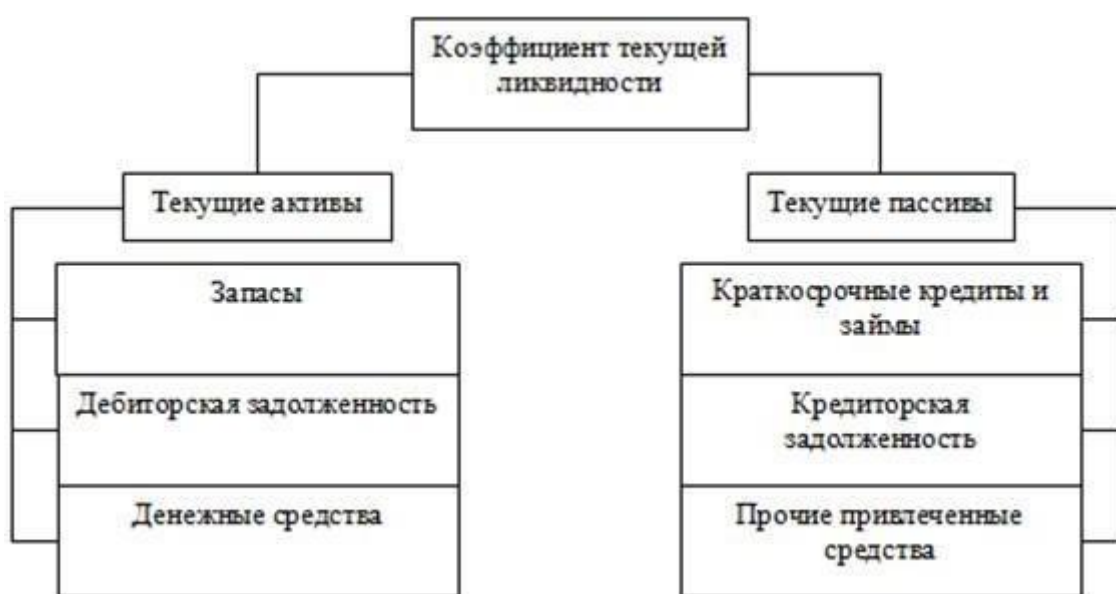 Коэффициент текущей
ликвидности
Текущие активы
Текущие пассивы
Запасы
Краткосрочные кредиты и
займы
Дебиторская задолженность
Кредиторская
задолженность
Денежные средства
Прочие привлеченные
средства